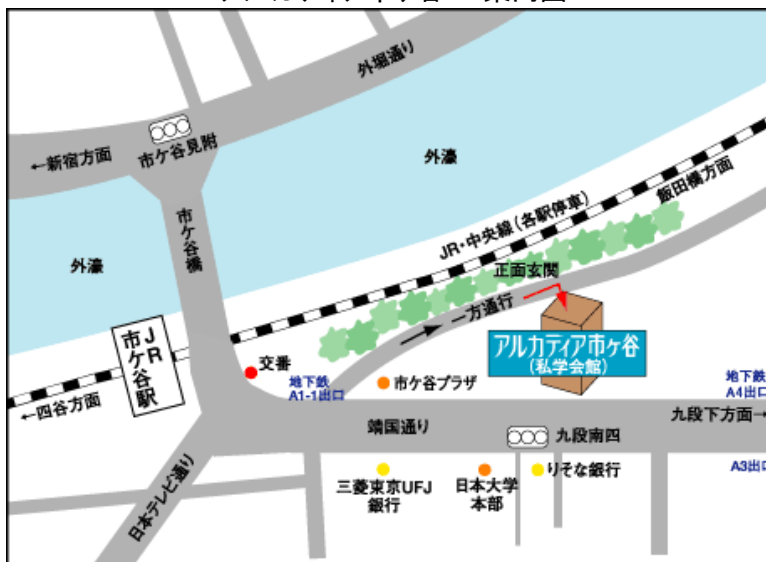 外堀通り
←新宿方面
市ケ谷見附
外濠
飯田橋方面
市ケ谷橋
JR・中央線（各駅停車）
外濠
正面玄関
一方通行
JR
市ケ谷駅
アルカディア市ヶ谷
（私学会館）
交番
地下鉄
A1-1出口
市ケ谷プラザ
地下鉄
A4出口
←四谷方面
靖国通り
九段南四
九段下方面→
三菱東京UFJ
銀行
日本大学
本部
りそな銀行
A3出口
日本テレビ通り